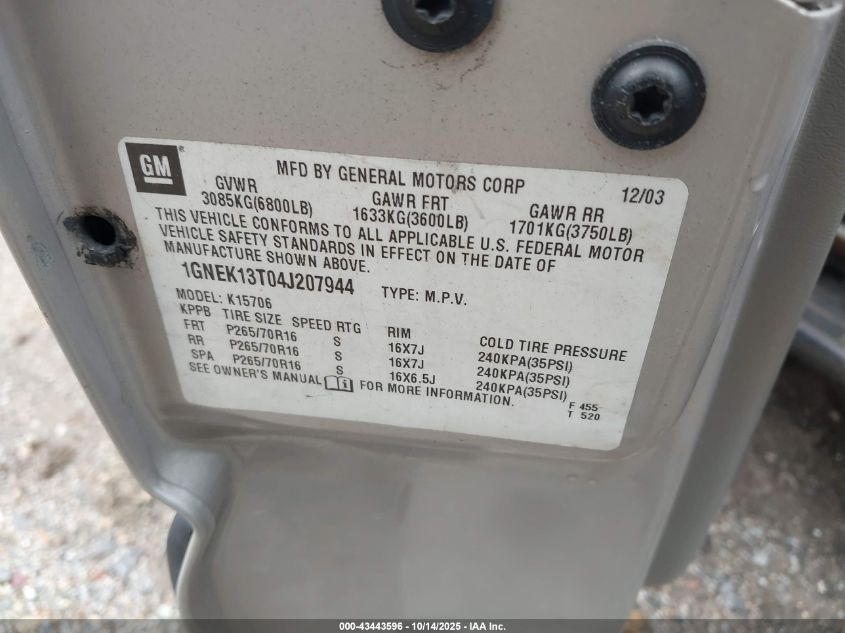 GM
MFD BY GENERAL MOTORS CORP 12/03
GVWR GAWR FRT GAWR RR
3085KG(6800LB) 1633KG(3600LB) 1701KG(3750LB)
THIS VEHICLE CONFORMS TO ALL APPLICABLE U.S. FEDERAL MOTOR
VEHICLE SAFETY STANDARDS IN EFFECT ON THE DATE OF
MANUFACTURE SHOWN ABOVE.
1GNEK13T04J207944 TYPE: M.P.V.
MODEL: K15706
KPPB TIRE SIZE SPEED RTG RIM COLD TIRE PRESSURE
FRT P265/70R16 S 16X7J 240KPA(35PSI)
RR P265/70R16 S 16X7J 240KPA(35PSI)
SPA P265/70R16 S 16X6.5J 240KPA(35PSI)
SEE OWNER'S MANUAL i FOR MORE INFORMATION.
F 455
T 520
000-43443596 - 10/14/2025 - IAA Inc.